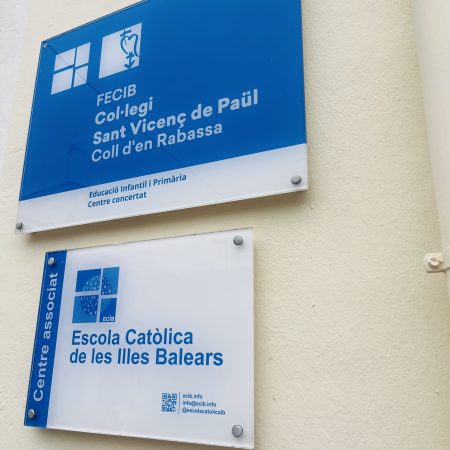 FECIB
Col·legi
Sant Vicenç de Paül
Coll d'en Rabassa
Educació Infantil i Primària
Centre concertat
Centre associat
ecib
Escola Catòlica
de les Illes Balears
ecib.info
info@ecib.info
@escolacatolicaib